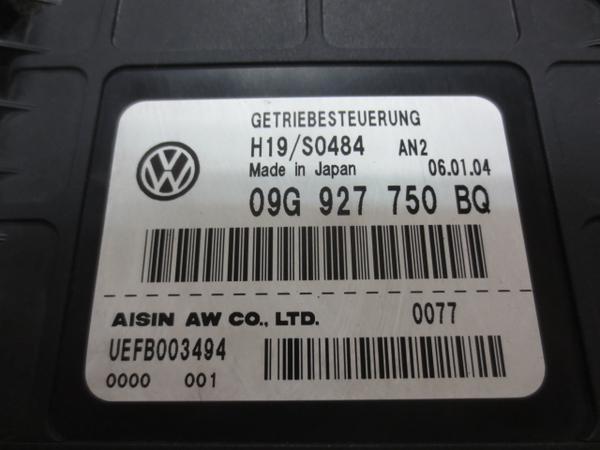 GETRIEBESTEUERUNG
H19/S0484 AN2
Made in Japan 06.01.04
09G 927 750 BQ
AISIN AW CO., LTD. 0077
UEFB003494
0000 001